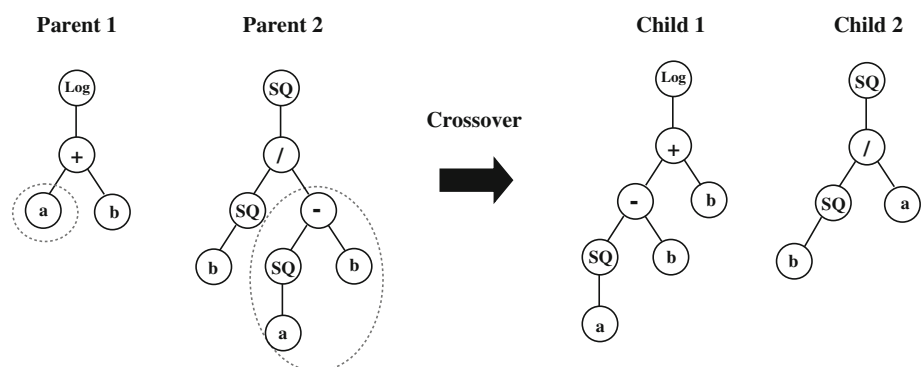 Parent 1
Parent 2
Child 1
Child 2
Log
+
a
b
SQ
/
SQ
-
b
SQ
b
a
Crossover
Log
+
-
b
SQ
b
a
SQ
/
SQ
a
b